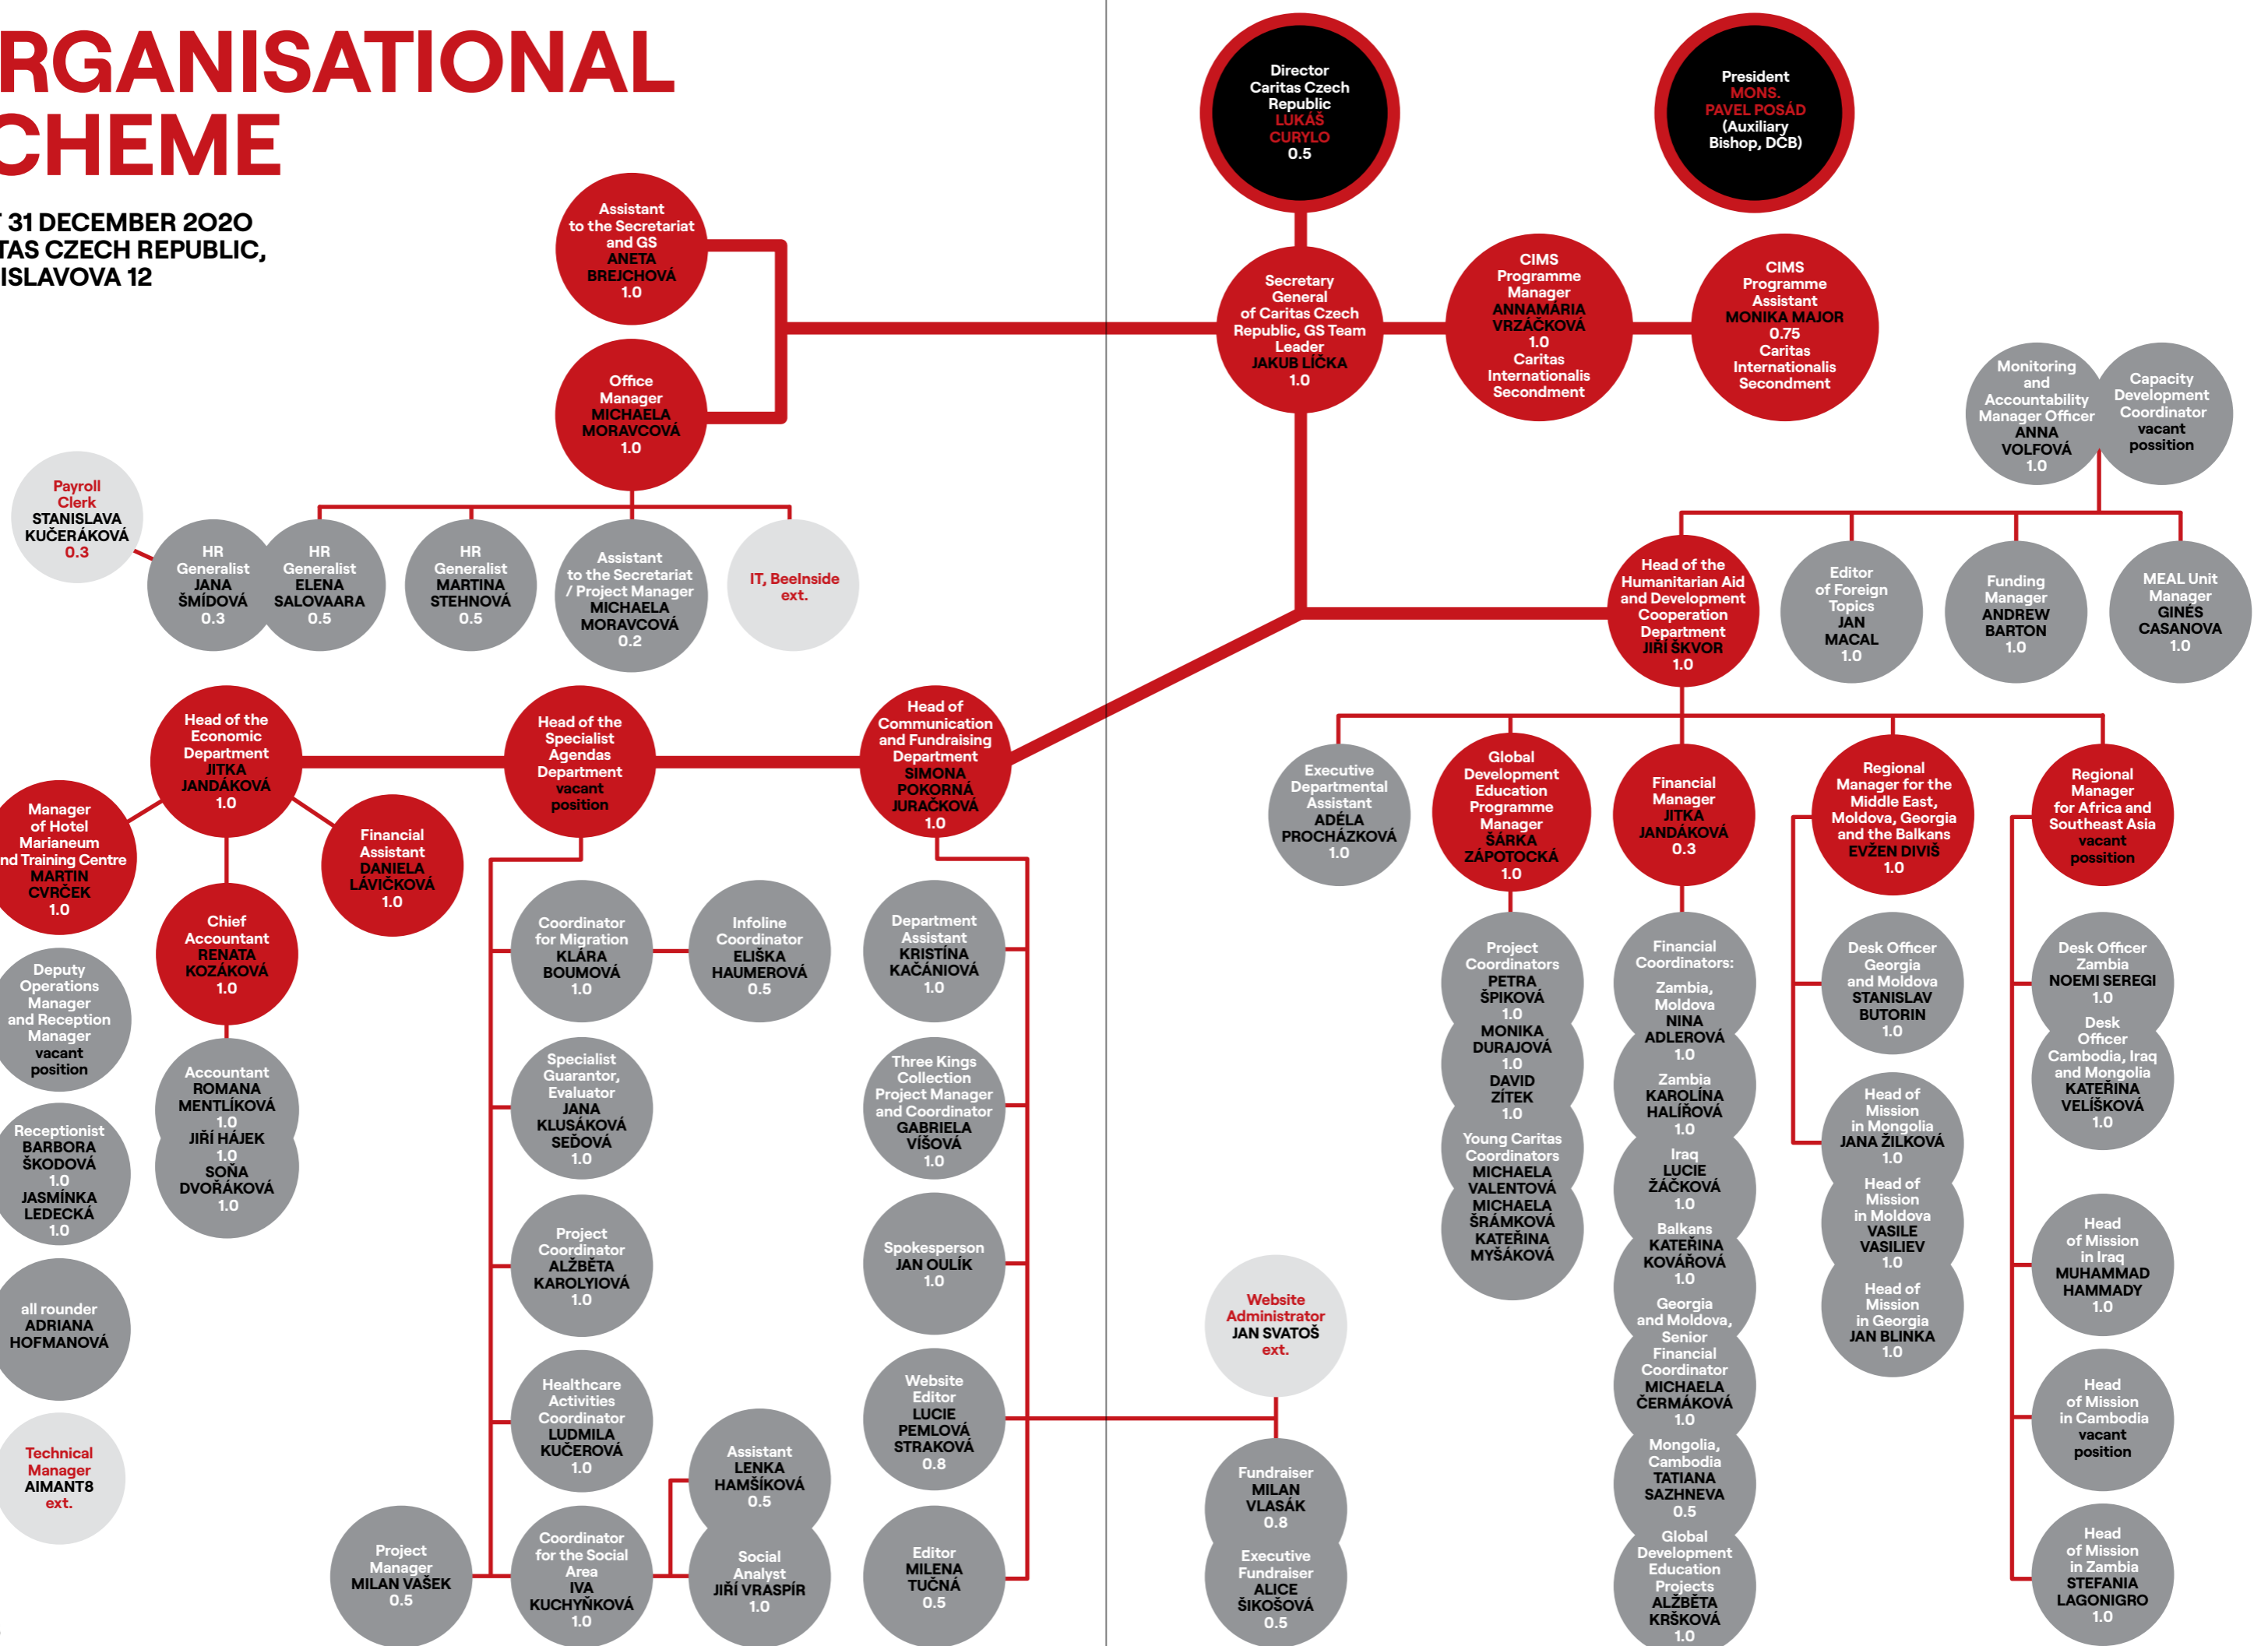 RGANISATIONAL
CHEME
31 DECEMBER 2020
TAS CZECH REPUBLIC,
ISLAVOVA 12
Director
Caritas Czech
Republic
LUKÁŠ
CURYLO
0.5
President
MONS.
PAVEL POSÁD
(Auxiliary
Bishop, DČB)
Assistant
to the Secretariat
and GS
ANETA
BREJCHOVÁ
1.0
Office
Manager
MICHAELA
MORAVCOVÁ
1.0
Secretary
General
of Caritas Czech
Republic, GS Team
Leader
JAKUB LÍČKA
1.0
CIMS
Programme
Manager
ANNAMÁRIA
VRZÁČKOVÁ
1.0
Caritas
Internationalis
Secondment
CIMS
Programme
Assistant
MONIKA MAJOR
0.75
Caritas
Internationalis
Secondment
Monitoring
and
Accountability
Manager Officer
ANNA
VOLFOVÁ
1.0
Capacity
Development
Coordinator
vacant
possition
Payroll
Clerk
STANISLAVA
KUČERÁKOVÁ
0.3
HR
Generalist
JANA
ŠMÍDOVÁ
0.3
HR
Generalist
ELENA
SALOVAARA
0.5
HR
Generalist
MARTINA
STEHNOVÁ
0.5
Assistant
to the Secretariat
/ Project Manager
MICHAELA
MORAVCOVÁ
0.2
IT, BeeInside
ext.
Head of the
Humanitarian Aid
and Development
Cooperation
Department
JIŘÍ ŠKVOR
1.0
Editor
of Foreign
Topics
JAN
MACAL
1.0
Funding
Manager
ANDREW
BARTON
1.0
MEAL Unit
Manager
GINÉS
CASANOVA
1.0
Head of the
Economic
Department
JITKA
JANDÁKOVÁ
1.0
Head of the
Specialist
Agendas
Department
vacant
position
Head of
Communication
and Fundraising
Department
SIMONA
POKORNÁ
JURAČKOVÁ
1.0
Manager
of Hotel
Marianeum
nd Training Centre
MARTIN
CVRČEK
1.0
Financial
Assistant
DANIELA
LÁVIČKOVÁ
1.0
Chief
Accountant
RENATA
KOZÁKOVÁ
1.0
Deputy
Operations
Manager
and Reception
Manager
vacant
position
Accountant
ROMANA
MENTLÍKOVÁ
1.0
JIŘÍ HÁJEK
1.0
SOŇA
DVOŘÁKOVÁ
1.0
Receptionist
BARBORA
ŠKODOVÁ
1.0
JASMÍNKA
LEDECKÁ
1.0
all rounder
ADRIANA
HOFMANOVÁ
Technical
Manager
AIMANT8
ext.
Coordinator
for Migration
KLÁRA
BOUMOVÁ
1.0
Infoline
Coordinator
ELIŠKA
HAUMEROVÁ
0.5
Specialist
Guarantor,
Evaluator
JANA
KLUSÁKOVÁ
SEĎOVÁ
1.0
Project
Coordinator
ALŽBĚTA
KAROLYIOVÁ
1.0
Healthcare
Activities
Coordinator
LUDMILA
KUČEROVÁ
1.0
Project
Manager
MILAN VAŠEK
0.5
Coordinator
for the Social
Area
IVA
KUCHYŇKOVÁ
1.0
Assistant
LENKA
HAMŠÍKOVÁ
0.5
Social
Analyst
JIŘÍ VRASPÍR
1.0
Department
Assistant
KRISTÍNA
KAČÁNIOVÁ
1.0
Three Kings
Collection
Project Manager
and Coordinator
GABRIELA
VÍŠOVÁ
1.0
Spokesperson
JAN OULÍK
1.0
Website
Editor
LUCIE
PEMLOVÁ
STRAKOVÁ
0.8
Editor
MILENA
TUČNÁ
0.5
Website
Administrator
JAN SVATOŠ
ext.
Fundraiser
MILAN
VLASÁK
0.8
Executive
Fundraiser
ALICE
ŠIKOŠOVÁ
0.5
Executive
Departmental
Assistant
ADÉLA
PROCHÁZKOVÁ
1.0
Global
Development
Education
Programme
Manager
ŠÁRKA
ZÁPOTOCKÁ
1.0
Financial
Manager
JITKA
JANDÁKOVÁ
0.3
Regional
Manager for the
Middle East,
Moldova, Georgia
and the Balkans
EVŽEN DIVIŠ
1.0
Regional
Manager
for Africa and
Southeast Asia
vacant
possition
Project
Coordinators
PETRA
ŠPIKOVÁ
1.0
MONIKA
DURAJOVÁ
1.0
DAVID
ZÍTEK
1.0
Young Caritas
Coordinators
MICHAELA
VALENTOVÁ
MICHAELA
ŠRÁMKOVÁ
KATEŘINA
MYŠÁKOVÁ
Financial
Coordinators:
Zambia,
Moldova
NINA
ADLEROVÁ
1.0
Zambia
KAROLÍNA
HALÍŘOVÁ
1.0
Iraq
LUCIE
ŽÁČKOVÁ
1.0
Balkans
KATEŘINA
KOVÁŘOVÁ
1.0
Georgia
and Moldova,
Senior
Financial
Coordinator
MICHAELA
ČERMÁKOVÁ
1.0
Mongolia,
Cambodia
TATIANA
SAZHNEVA
0.5
Global
Development
Education
Projects
ALŽBĚTA
KRŠKOVÁ
1.0
Desk Officer
Georgia
and Moldova
STANISLAV
BUTORIN
1.0
Head of
Mission
in Mongolia
JANA ŽILKOVÁ
1.0
Head of
Mission
in Moldova
VASILE
VASILIEV
1.0
Head of
Mission
in Georgia
JAN BLINKA
1.0
Desk Officer
Zambia
NOEMI SEREGI
1.0
Desk
Officer
Cambodia, Iraq
and Mongolia
KATEŘINA
VELÍŠKOVÁ
1.0
Head
of Mission
in Iraq
MUHAMMAD
HAMMADY
1.0
Head
of Mission
in Cambodia
vacant
position
Head
of Mission
in Zambia
STEFANIA
LAGONIGRO
1.0